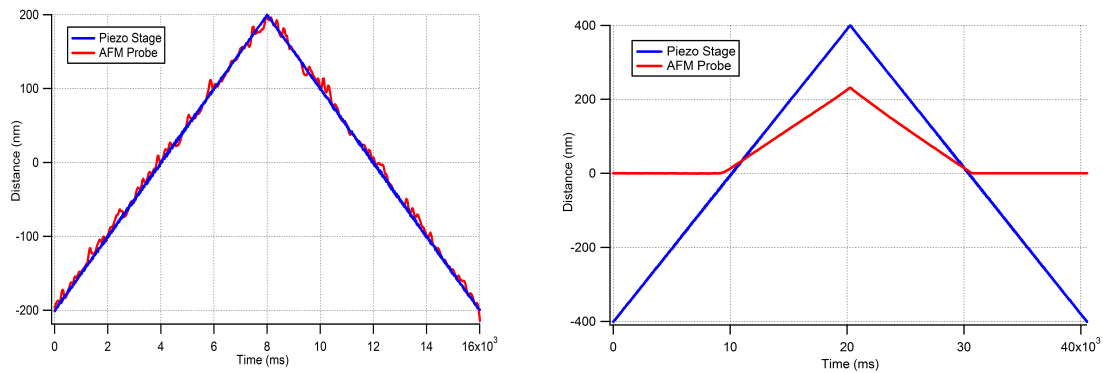 200
100
0
-100
-200
Distance (nm)
Piezo Stage
AFM Probe
0
2
4
6
8
10
12
14
16x10³
Time (ms)
400
200
0
-200
-400
Distance (nm)
Piezo Stage
AFM Probe
0
10
20
30
40x10³
Time (ms)